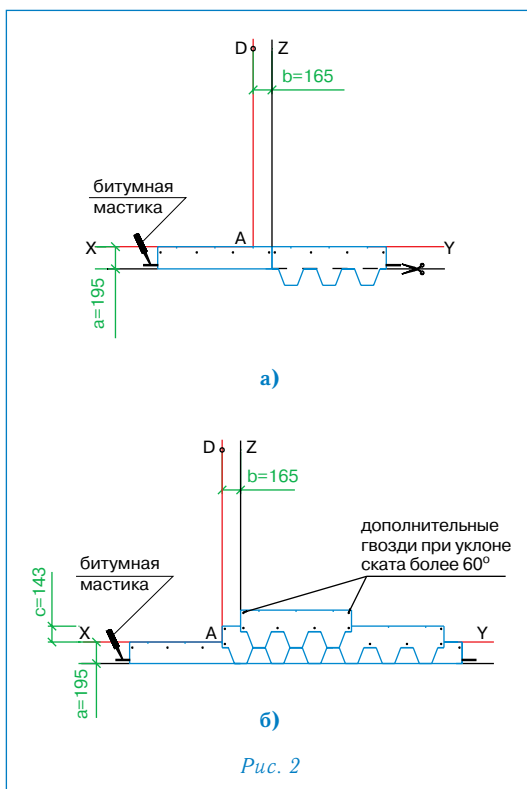 D Z
b=165
битумная
мастика
X A Y
a=195
а)
D Z
b=165
дополнительные
гвозди при уклоне
ската более 60°
битумная
мастика
c=143
X A Y
a=195
б)
Рис. 2